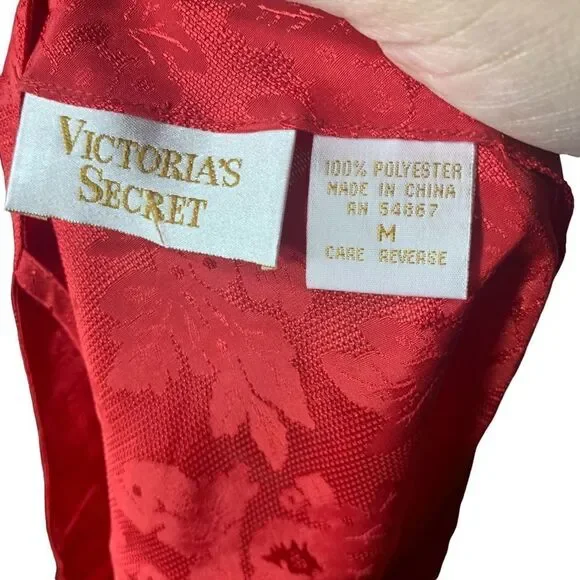 VICTORIA'S
SECRET
100% POLYESTER
MADE IN CHINA
RN 54867
M
CARE REVERSE